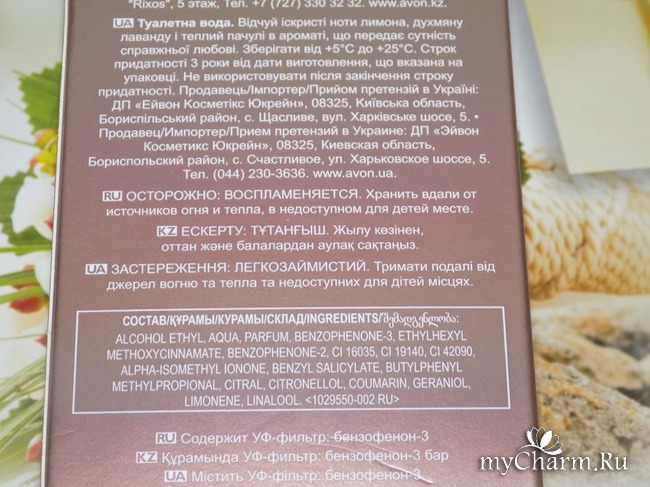 "Rixos", 5 этаж, Тел. +7 (727) 330 32 32. www.avon.kz
UA Туалетна вода. Відчуй іскристі ноти лимона, духмяну
лаванду і теплий пачулі в ароматі, що передає сутність
справжньої любові. Зберігати від +5°С до +25°С. Строк
придатності 3 роки від дати виготовлення, що вказана на
упаковці. Не використовувати після закінчення строку
придатності. Продавець/Імпортер/Прийом претензій в Україні:
ДП «Ейвон Косметікс Юкрейн», 08325, Київська область,
Бориспільський район, с. Щасливе, вул. Харківське шосе, 5. •
Продавец/Импортер/Прием претензий в Украине: ДП «Эйвон
Косметикс Юкрейн», 08325, Киевская область,
Бориспольский район, с. Счастливое, ул. Харьковское шоссе, 5.
Тел. (044) 230-3636. www.avon.ua.
RU ОСТОРОЖНО: ВОСПЛАМЕНЯЕТСЯ. Хранить вдали от
источников огня и тепла, в недоступном для детей месте.
KZ ЕСКЕРТУ: ТҰТАНҒЫШ. Жылу көзінен,
оттан және балалардан аулақ сақтаңыз.
UA ЗАСТЕРЕЖЕННЯ: ЛЕГКОЗАЙМИСТИЙ. Тримати подалі від
джерел вогню та тепла та недоступних для дітей місцях.
СОСТАВ/ҚҰРАМЫ/КУРАМЫ/СКЛАД/INGREDIENTS/შემადგენლობა:
ALCOHOL ETHYL, AQUA, PARFUM, BENZOPHENONE-3, ETHYLHEXYL
METHOXYCINNAMATE, BENZOPHENONE-2, CI 16035, CI 19140, CI 42090,
ALPHA-ISOMETHYL IONONE, BENZYL SALICYLATE, BUTYLPHENYL
METHYLPROPIONAL, CITRAL, CITRONELLOL, COUMARIN, GERANIOL,
LIMONENE, LINALOOL. <1029550-002 RU>
RU Содержит УФ-фильтр: бензофенон-3
KZ Құрамында УФ-фильтр: бензофенон-3 бар
UA Містить УФ-фільтр: бензофенон-3
myCharm.Ru